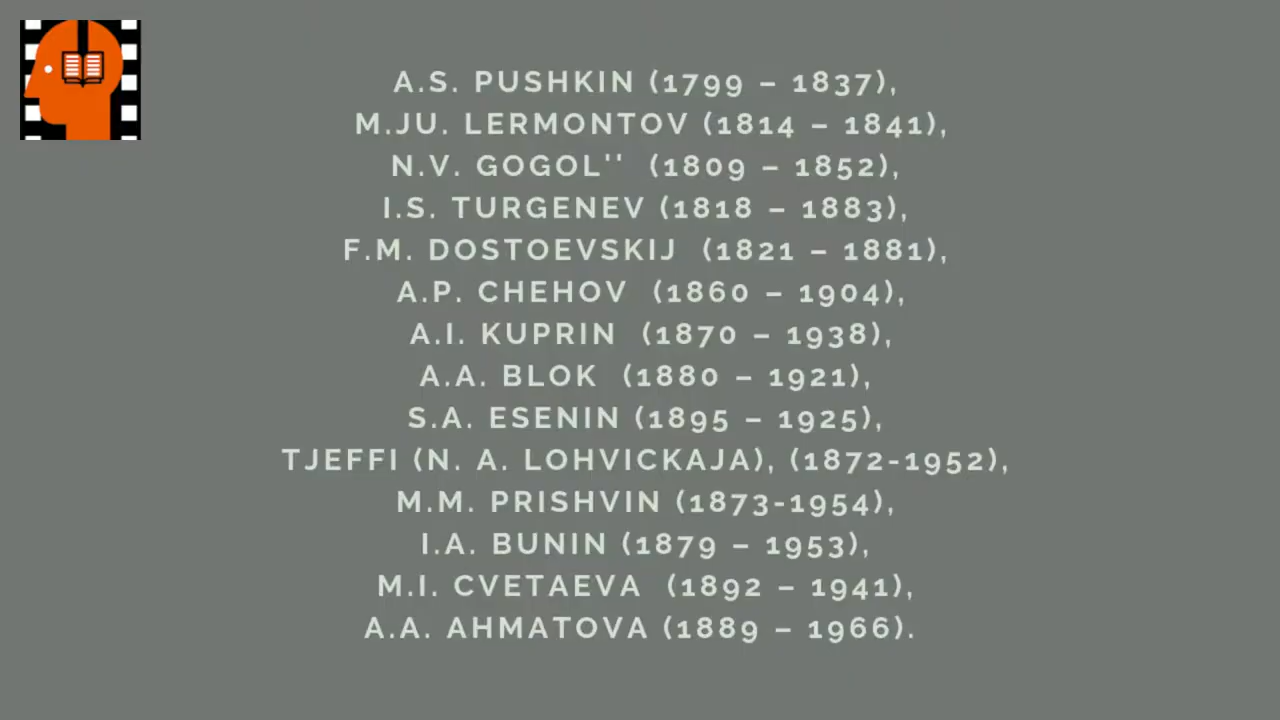 A.S. PUSHKIN (1799 – 1837),
M.JU. LERMONTOV (1814 – 1841),
N.V. GOGOL'' (1809 – 1852),
I.S. TURGENEV (1818 – 1883),
F.M. DOSTOEVSKIJ (1821 – 1881),
A.P. CHEHOV (1860 – 1904),
A.I. KUPRIN (1870 – 1938),
A.A. BLOK (1880 – 1921),
S.A. ESENIN (1895 – 1925),
TJEFFI (N. A. LOHVICKAJA), (1872-1952),
M.M. PRISHVIN (1873-1954),
I.A. BUNIN (1879 – 1953),
M.I. CVETAEVA (1892 – 1941),
A.A. AHMATOVA (1889 – 1966).